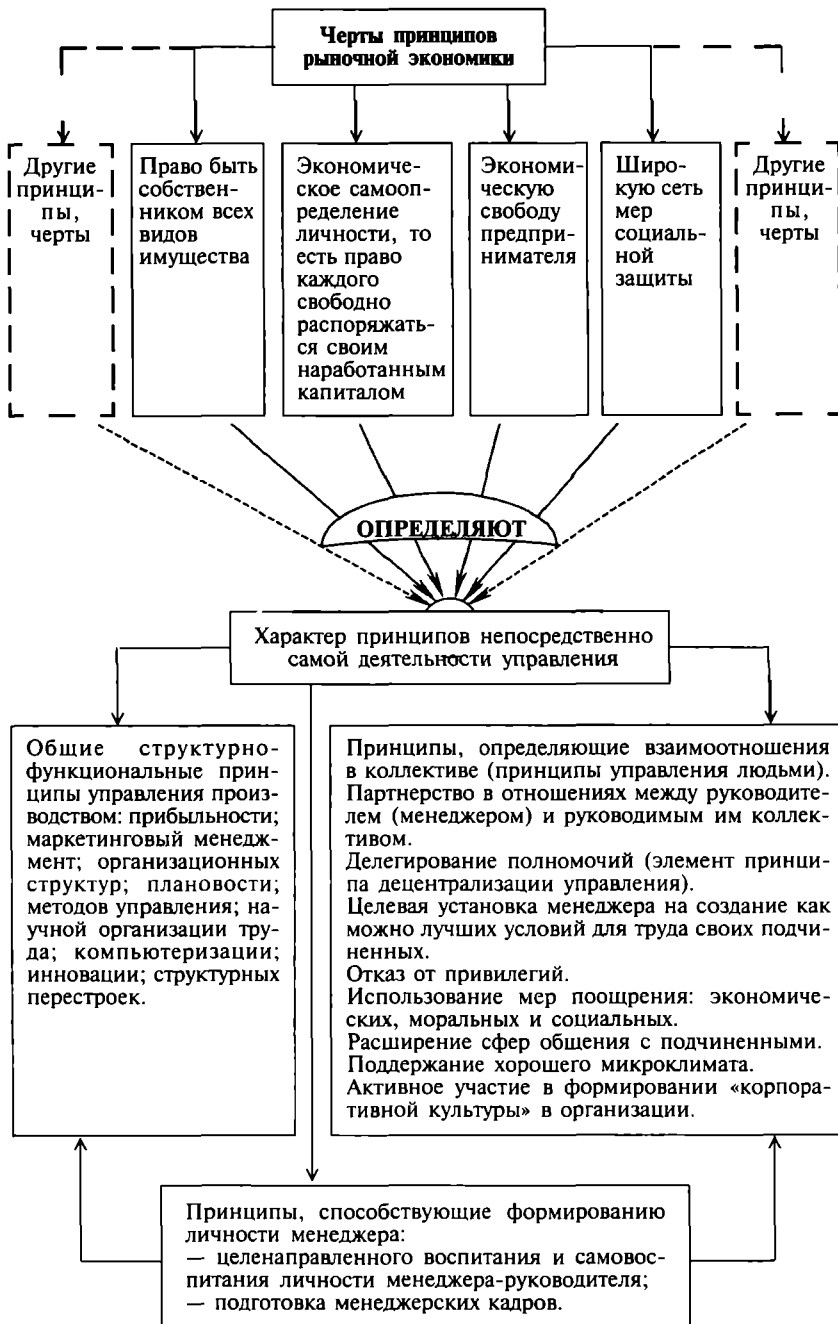 Черты принципов
рыночной экономики
Другие
принци-
пы,
черты
Право быть
собствен-
ником всех
видов
имущества
Экономиче-
ское самооп-
ределение
личности, то
есть право
каждого
свободно
распоряжать-
ся своим
наработанным
капиталом
Экономи-
ческую
свободу
предпри-
нимателя
Широ-
кую сеть
мер
социаль-
ной
защиты
Другие
принци-
пы,
черты
ОПРЕДЕЛЯЮТ
Характер принципов непосредственно
самой деятельности управления
Общие структурно-
функциональные прин-
ципы управления произ-
водством: прибыльности;
маркетинговый менедж-
мент; организационных
структур; плановости;
методов управления; на-
учной организации тру-
да; компьютеризации;
инновации; структурных
перестроек.
Принципы, определяющие взаимоотношения
в коллективе (принципы управления людьми).
Партнерство в отношениях между руководите-
лем (менеджером) и руководимым им коллек-
тивом.
Делегирование полномочий (элемент принци-
па децентрализации управления).
Целевая установка менеджера на создание как
можно лучших условий для труда своих подчи-
ненных.
Отказ от привилегий.
Использование мер поощрения: экономиче-
ских, моральных и социальных.
Расширение сфер общения с подчиненными.
Поддержание хорошего микроклимата.
Активное участие в формировании «корпора-
тивной культуры» в организации.
Принципы, способствующие формированию
личности менеджера:
— целенаправленного воспитания и самовос-
питания личности менеджера-руководителя;
— подготовка менеджерских кадров.